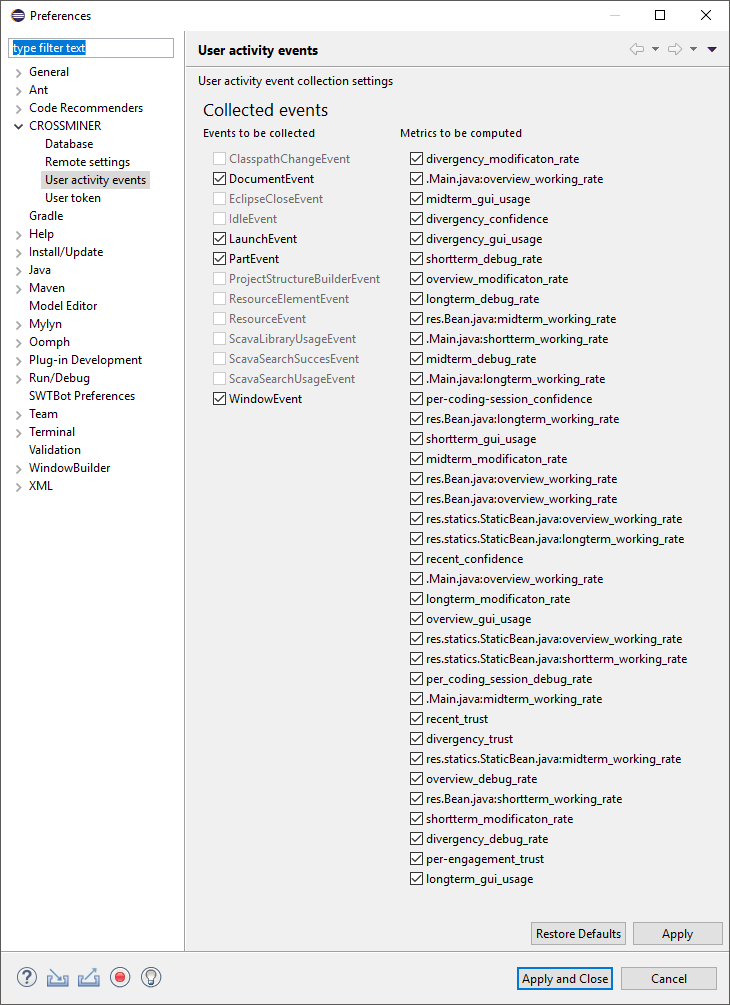 Preferences
type filter text
General
Ant
Code Recommenders
CROSSMINER
Database
Remote settings
User activity events
User token
Gradle
Help
Install/Update
Java
Maven
Model Editor
Mylyn
Oomph
Plug-in Development
Run/Debug
SWTBot Preferences
Team
Terminal
Validation
WindowBuilder
XML
User activity events
User activity event collection settings
Collected events
Events to be collected
ClasspathChangeEvent
DocumentEvent
EclipseCloseEvent
IdleEvent
LaunchEvent
PartEvent
ProjectStructureBuilderEvent
ResourceElementEvent
ResourceEvent
ScavaLibraryUsageEvent
ScavaSearchSuccesEvent
ScavaSearchUsageEvent
WindowEvent
Metrics to be computed
divergency_modificaton_rate
.Main.java:overview_working_rate
midterm_gui_usage
divergency_confidence
divergency_gui_usage
shortterm_debug_rate
overview_modificaton_rate
longterm_debug_rate
res.Bean.java:midterm_working_rate
.Main.java:shortterm_working_rate
midterm_debug_rate
.Main.java:longterm_working_rate
per-coding-session_confidence
res.Bean.java:longterm_working_rate
shortterm_gui_usage
midterm_modificaton_rate
res.Bean.java:overview_working_rate
res.Bean.java:overview_working_rate
res.statics.StaticBean.java:overview_working_rate
res.statics.StaticBean.java:longterm_working_rate
recent_confidence
.Main.java:overview_working_rate
longterm_modificaton_rate
overview_gui_usage
res.statics.StaticBean.java:overview_working_rate
res.statics.StaticBean.java:shortterm_working_rate
per_coding_session_debug_rate
.Main.java:midterm_working_rate
recent_trust
divergency_trust
res.statics.StaticBean.java:midterm_working_rate
overview_debug_rate
res.Bean.java:shortterm_working_rate
shortterm_modificaton_rate
divergency_debug_rate
per-engagement_trust
longterm_gui_usage
Restore Defaults
Apply
?
Apply and Close
Cancel